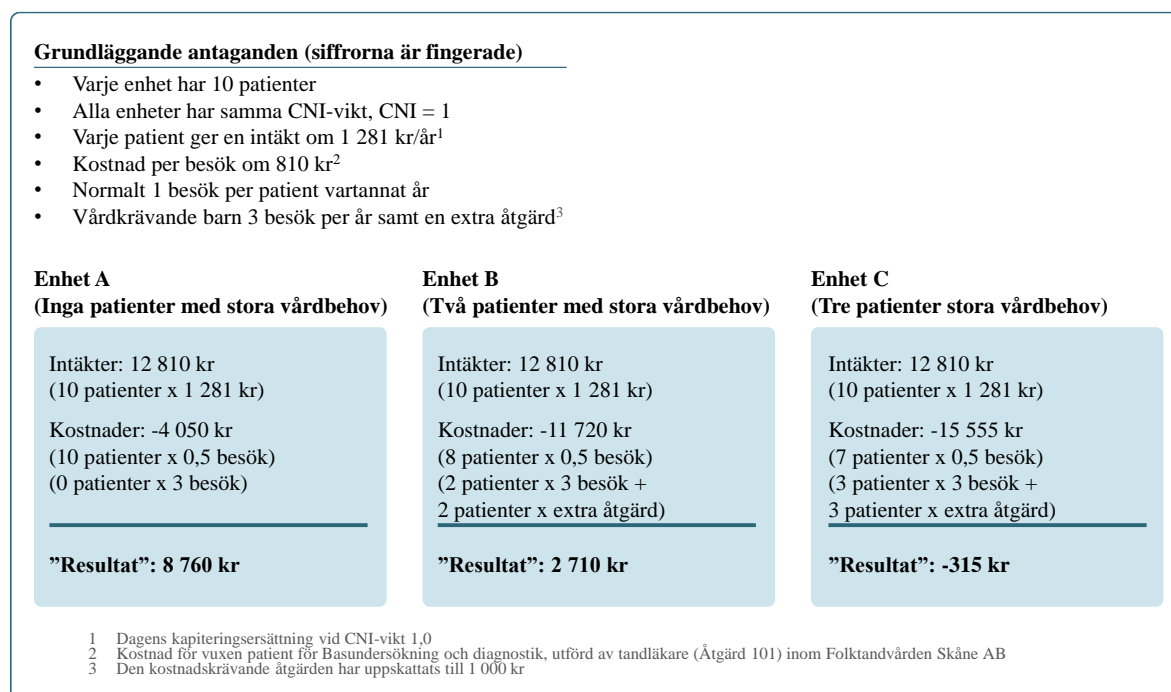 Grundläggande antaganden (siffrorna är fingerade)
• Varje enhet har 10 patienter
• Alla enheter har samma CNI-vikt, CNI = 1
• Varje patient ger en intäkt om 1 281 kr/år1
• Kostnad per besök om 810 kr2
• Normalt 1 besök per patient vartannat år
• Vårdkrävande barn 3 besök per år samt en extra åtgärd3
Enhet A
(Inga patienter med stora vårdbehov)
Intäkter: 12 810 kr
(10 patienter x 1 281 kr)
Kostnader: -4 050 kr
(10 patienter x 0,5 besök)
(0 patienter x 3 besök)
”Resultat”: 8 760 kr
Enhet B
(Två patienter med stora vårdbehov)
Intäkter: 12 810 kr
(10 patienter x 1 281 kr)
Kostnader: -11 720 kr
(8 patienter x 0,5 besök)
(2 patienter x 3 besök +
2 patienter x extra åtgärd)
”Resultat”: 2 710 kr
Enhet C
(Tre patienter stora vårdbehov)
Intäkter: 12 810 kr
(10 patienter x 1 281 kr)
Kostnader: -15 555 kr
(7 patienter x 0,5 besök)
(3 patienter x 3 besök +
3 patienter x extra åtgärd)
”Resultat”: -315 kr
1 Dagens kapiteringsersättning vid CNI-vikt 1,0
2 Kostnad för vuxen patient för Basundersökning och diagnostik, utförd av tandläkare (Åtgärd 101) inom Folktandvården Skåne AB
3 Den kostnadskrävande åtgärden har uppskattats till 1 000 kr